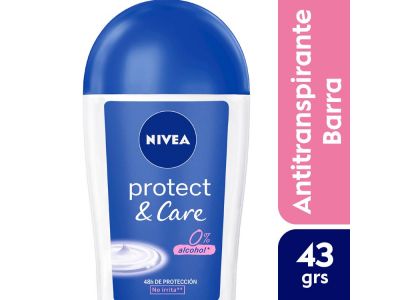 NIVEA
protect
& Care
0%
alcohol*
48h DE PROTECCIÓN
No irrita**
Antitranspirante
Barra
43
grs